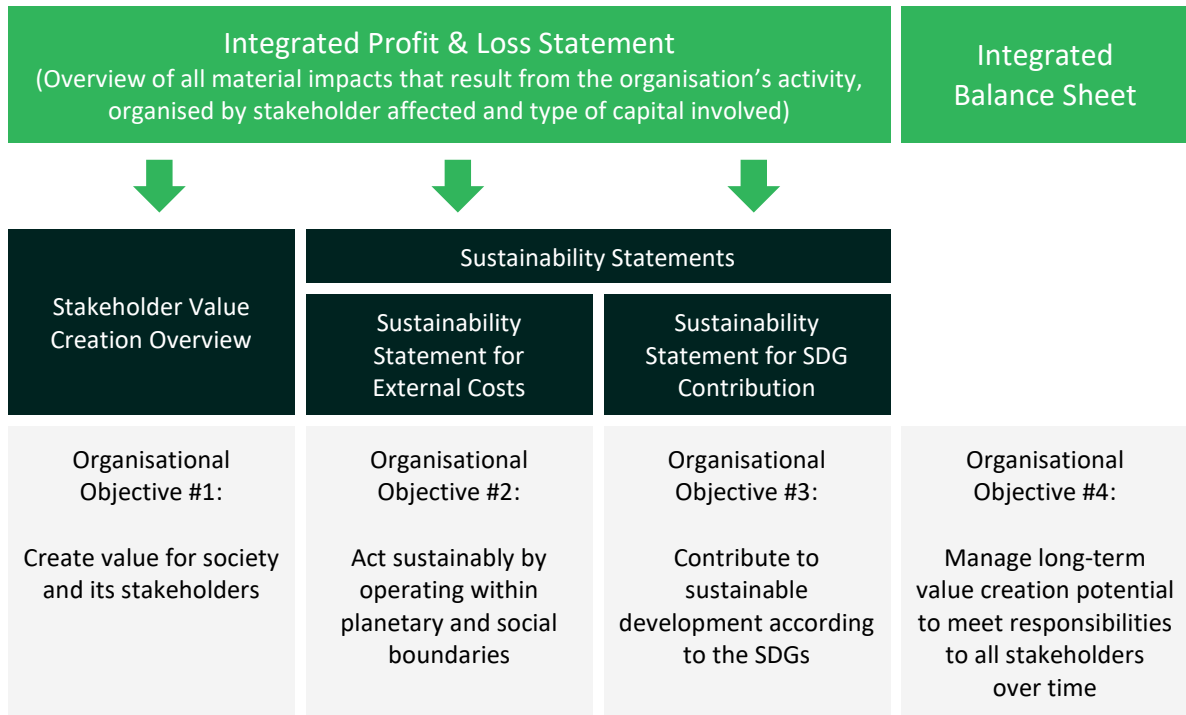 Integrated Profit & Loss Statement
(Overview of all material impacts that result from the organisation’s activity,
organised by stakeholder affected and type of capital involved)
Integrated
Balance Sheet
Stakeholder Value
Creation Overview
Sustainability Statements
Sustainability
Statement for
External Costs
Sustainability
Statement for SDG
Contribution
Organisational
Objective #1:
Create value for society
and its stakeholders
Organisational
Objective #2:
Act sustainably by
operating within
planetary and social
boundaries
Organisational
Objective #3:
Contribute to
sustainable
development according
to the SDGs
Organisational
Objective #4:
Manage long-term
value creation potential
to meet responsibilities
to all stakeholders
over time